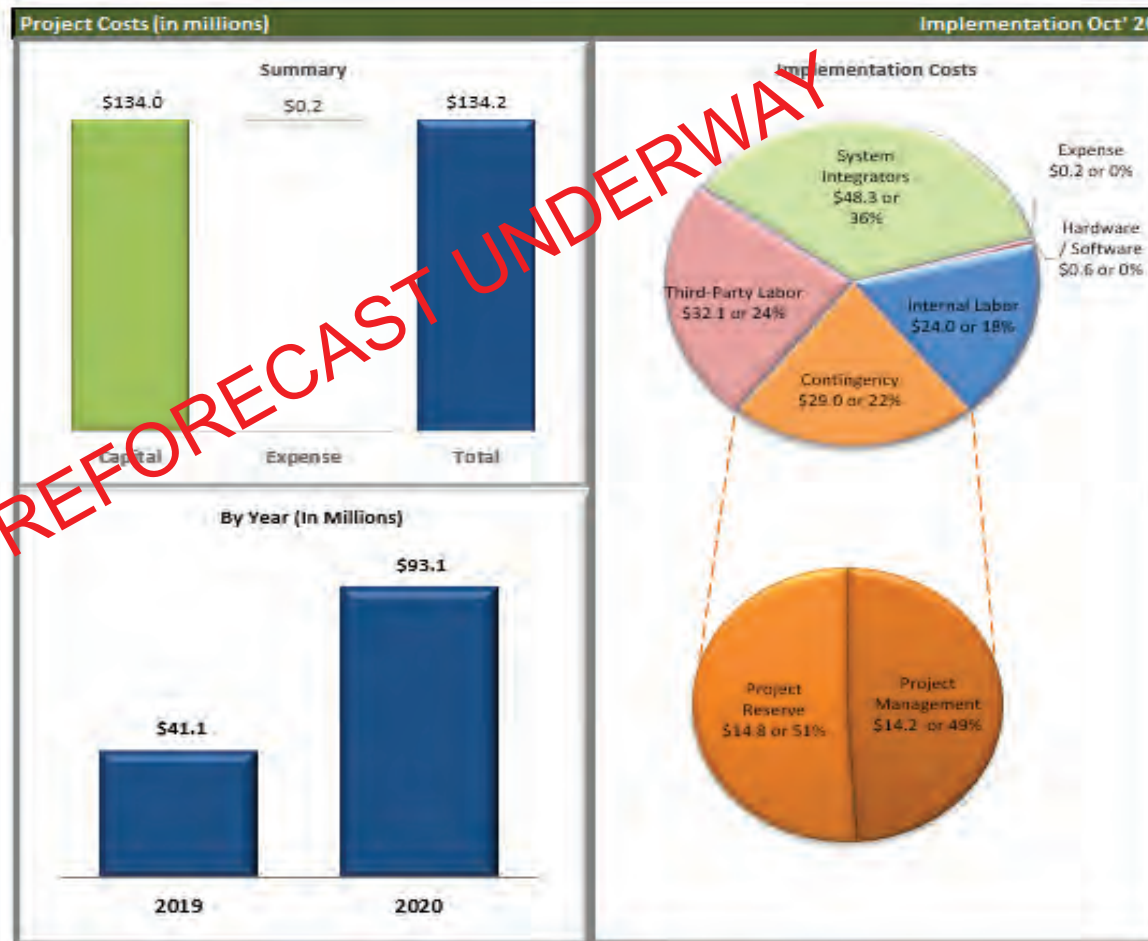 Project Costs (in millions)
Implementation Oct' 20
Summary
$134.0
$0.2
$134.2
Capital
Expense
Total
By Year (In Millions)
$41.1
$93.1
2019
2020
Implementation Costs
System
Integrators
$48.3 or
36%
Expense
$0.2 or 0%
Hardware
/ Software
$0.6 or 0%
Third-Party Labor
$32.1 or 24%
Internal Labor
$24.0 or 18%
Contingency
$29.0 or 22%
Project
Reserve
$14.8 or 51%
Project
Management
$14.2 or 49%
REFORECAST UNDERWAY